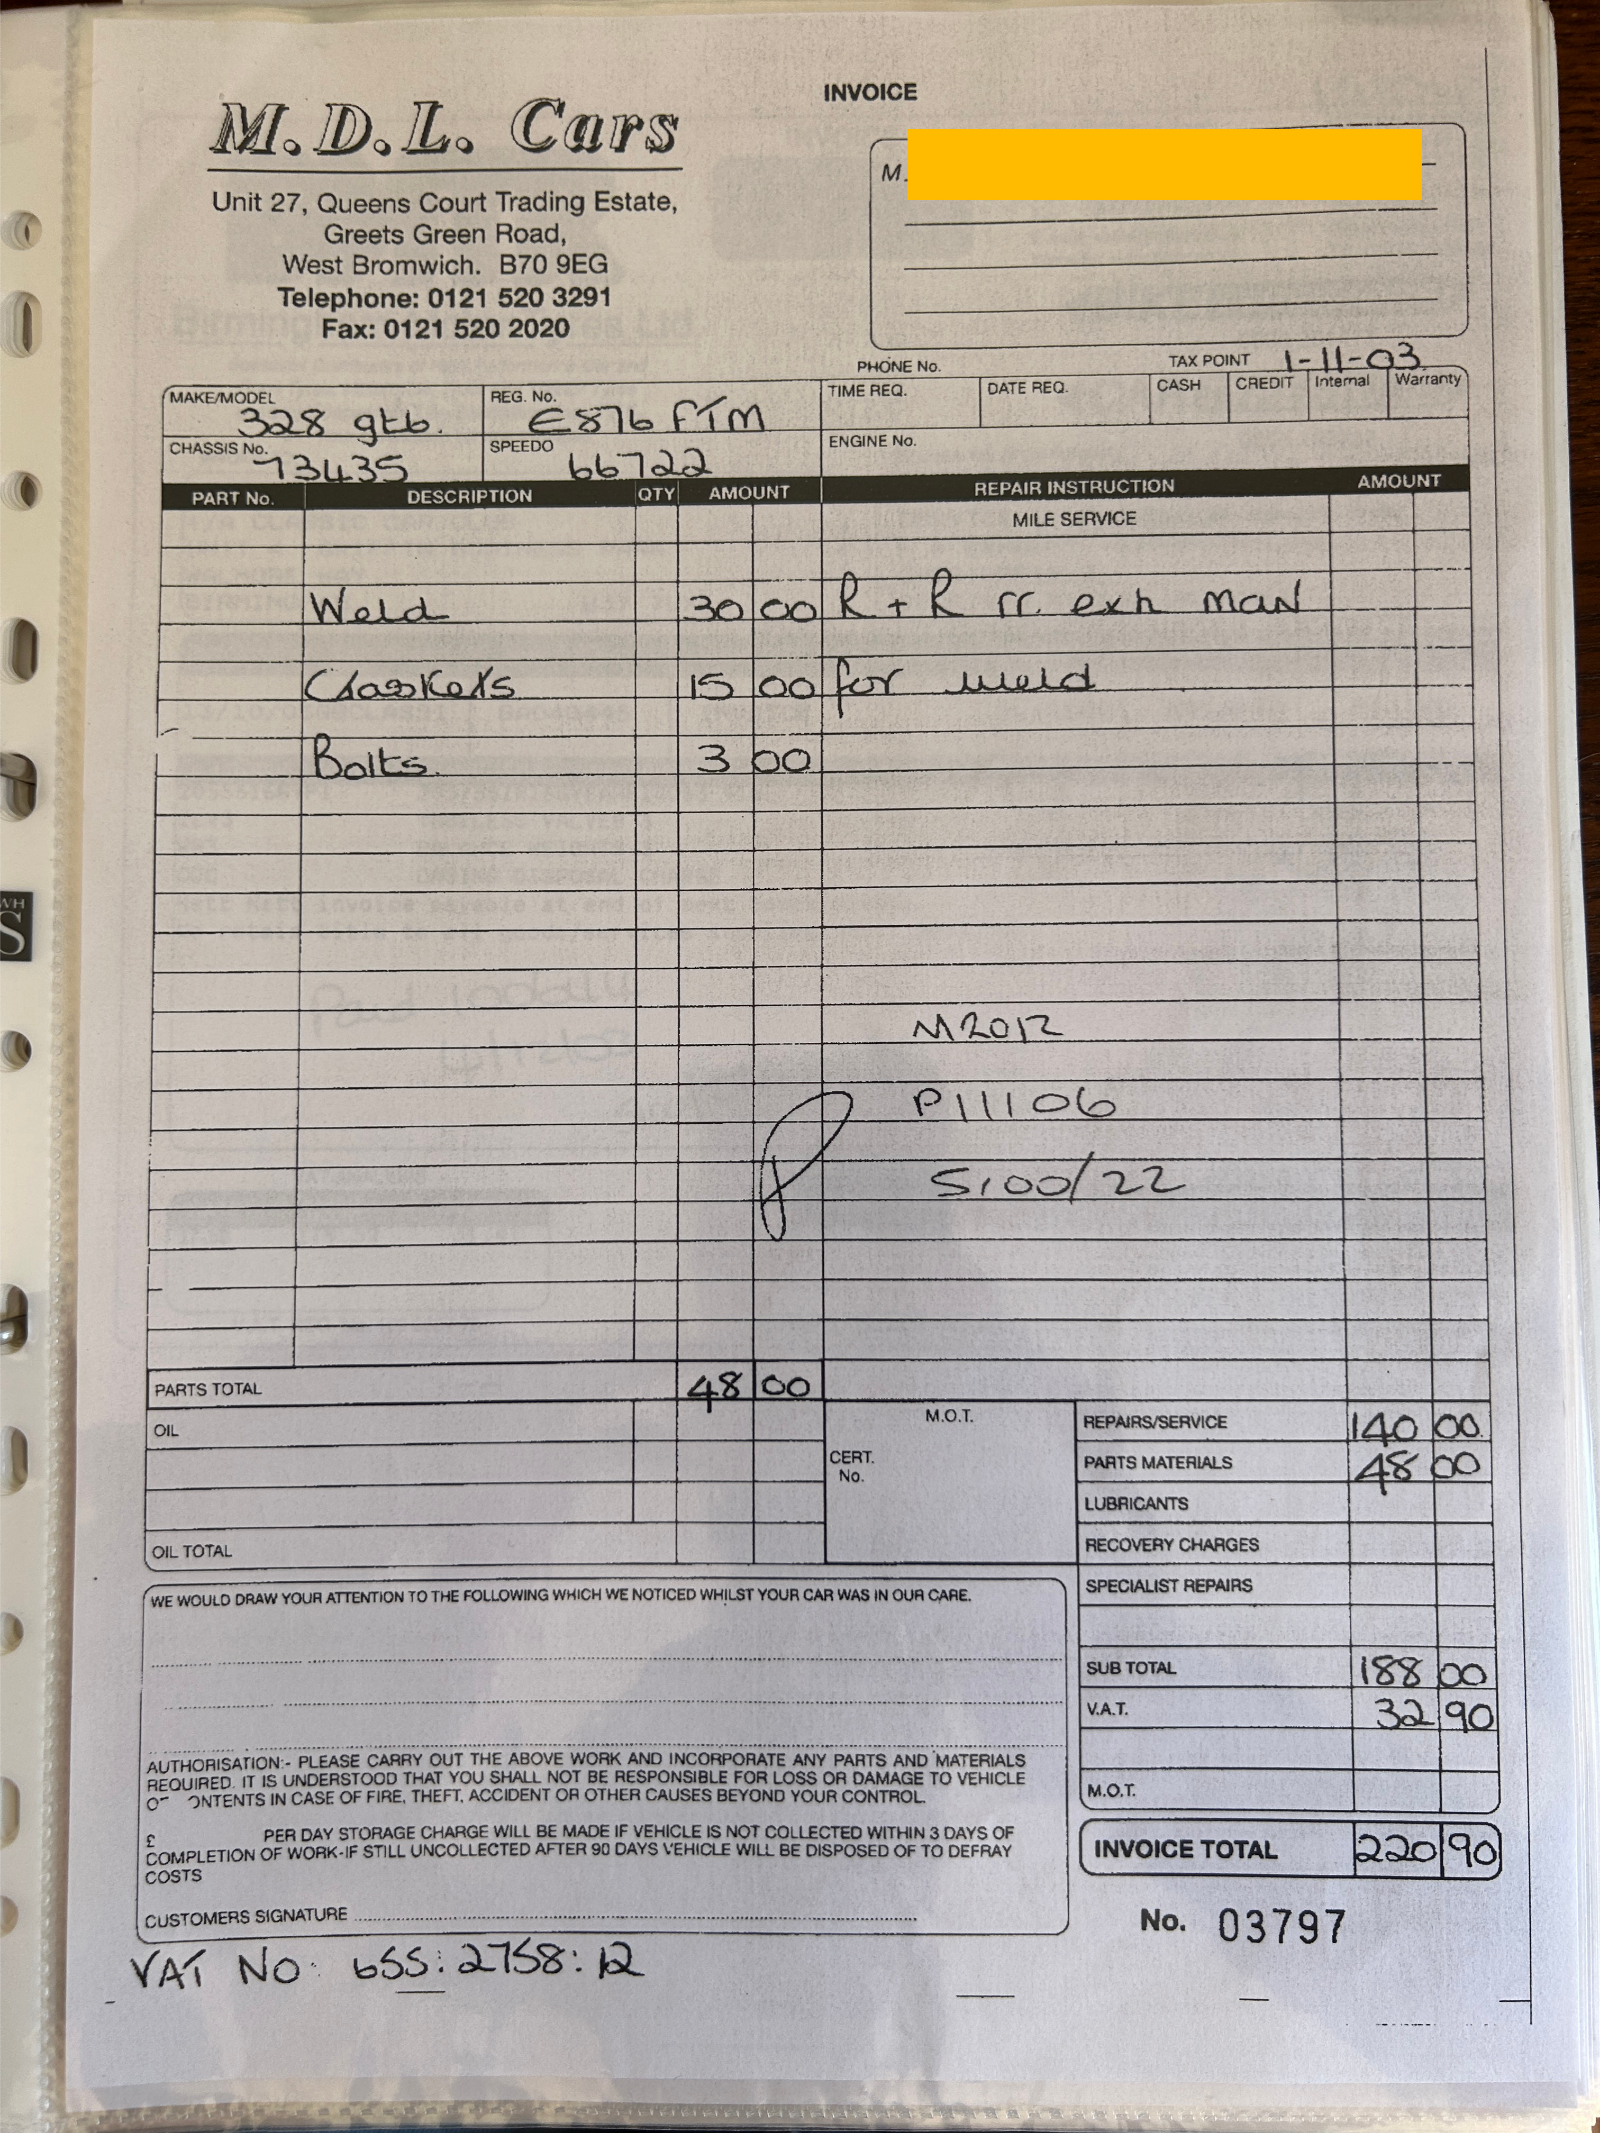 INVOICE
M.D.L. Cars
Unit 27, Queens Court Trading Estate,
Greets Green Road,
West Bromwich. B70 9EG
Telephone: 0121 520 3291
Fax: 0121 520 2020
M.
PHONE No.
TAX POINT 1-11-03
MAKE/MODEL 328 gtb.
REG. No. E876 FTM
TIME REQ.
DATE REQ.
CASH
CREDIT
Internal
Warranty
CHASSIS No. 73435
SPEEDO 66722
ENGINE No.
PART No. DESCRIPTION QTY AMOUNT REPAIR INSTRUCTION AMOUNT
MILE SERVICE
Weld 30 00 R + R rr. exh man
Gaskets 15 00 for weld
Bolts. 3 00
M2012
P11106
S100/22
PARTS TOTAL 48 00
OIL
OIL TOTAL
M.O.T.
CERT.
No.
REPAIRS/SERVICE 140 00
PARTS MATERIALS 48 00
LUBRICANTS
RECOVERY CHARGES
SPECIALIST REPAIRS
SUB TOTAL 188 00
V.A.T. 32 90
M.O.T.
INVOICE TOTAL 220 90
No. 03797
WE WOULD DRAW YOUR ATTENTION TO THE FOLLOWING WHICH WE NOTICED WHILST YOUR CAR WAS IN OUR CARE.
AUTHORISATION:- PLEASE CARRY OUT THE ABOVE WORK AND INCORPORATE ANY PARTS AND MATERIALS
REQUIRED. IT IS UNDERSTOOD THAT YOU SHALL NOT BE RESPONSIBLE FOR LOSS OR DAMAGE TO VEHICLE
O ONTENTS IN CASE OF FIRE, THEFT, ACCIDENT OR OTHER CAUSES BEYOND YOUR CONTROL.
£ PER DAY STORAGE CHARGE WILL BE MADE IF VEHICLE IS NOT COLLECTED WITHIN 3 DAYS OF
COMPLETION OF WORK-IF STILL UNCOLLECTED AFTER 90 DAYS VEHICLE WILL BE DISPOSED OF TO DEFRAY
COSTS
CUSTOMERS SIGNATURE
VAT NO: 655:2758:12
WH
S